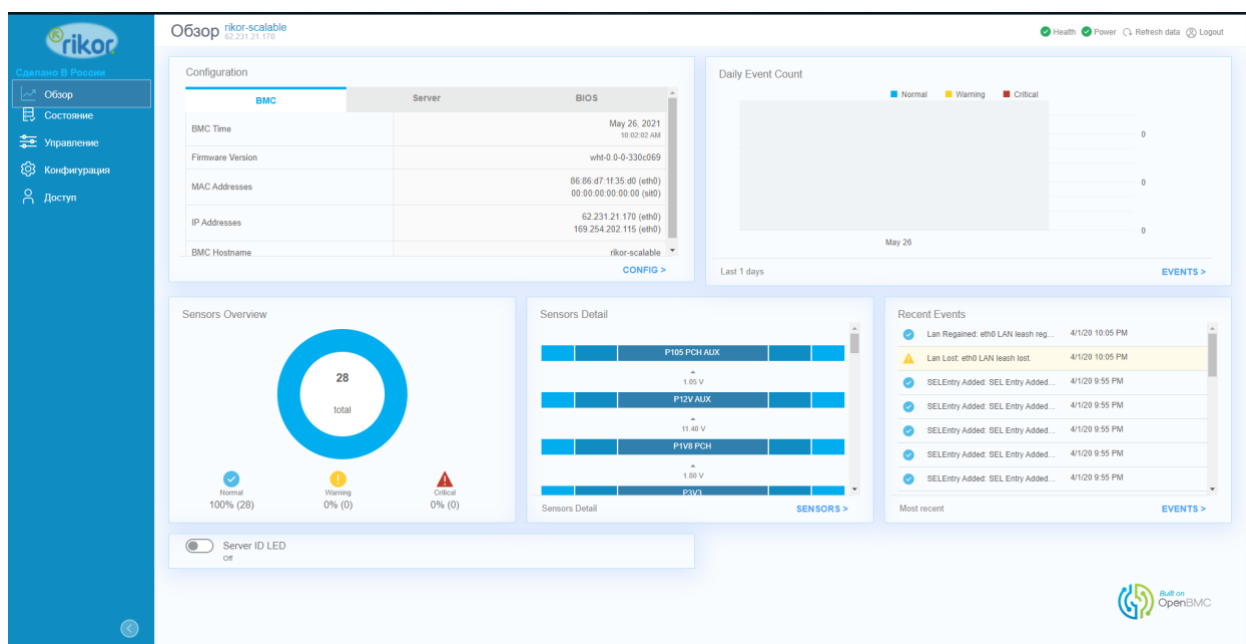 rikor
Сделано В России
Обзор
Состояние
Управление
Конфигурация
Доступ
Обзор rikor-scalable
62.231.21.170
Health Power Refresh data Logout
Configuration
BMC Server BIOS
BMC Time May 26, 2021
10:02:02 AM
Firmware Version wht-0.0-0-330c069
MAC Addresses 86:86:d7:1f:35:d0 (eth0)
00:00:00:00:00:00 (sit0)
IP Addresses 62.231.21.170 (eth0)
169.254.202.115 (eth0)
BMC Hostname rikor-scalable
CONFIG >
Daily Event Count
Normal Warning Critical
0
0
0
May 26
Last 1 days EVENTS >
Sensors Overview
28
total
Normal Warning Critical
100% (28) 0% (0) 0% (0)
Sensors Detail
P105 PCH AUX
1.05 V
P12V AUX
11.40 V
P1V8 PCH
1.80 V
P3V3
Sensors Detail SENSORS >
Recent Events
Lan Regained: eth0 LAN leash reg... 4/1/20 10:05 PM
Lan Lost: eth0 LAN leash lost. 4/1/20 10:05 PM
SELEntry Added: SEL Entry Added... 4/1/20 9:55 PM
SELEntry Added: SEL Entry Added... 4/1/20 9:55 PM
SELEntry Added: SEL Entry Added... 4/1/20 9:55 PM
SELEntry Added: SEL Entry Added... 4/1/20 9:55 PM
SELEntry Added: SEL Entry Added... 4/1/20 9:55 PM
Most recent EVENTS >
Server ID LED
Off
Built on
OpenBMC